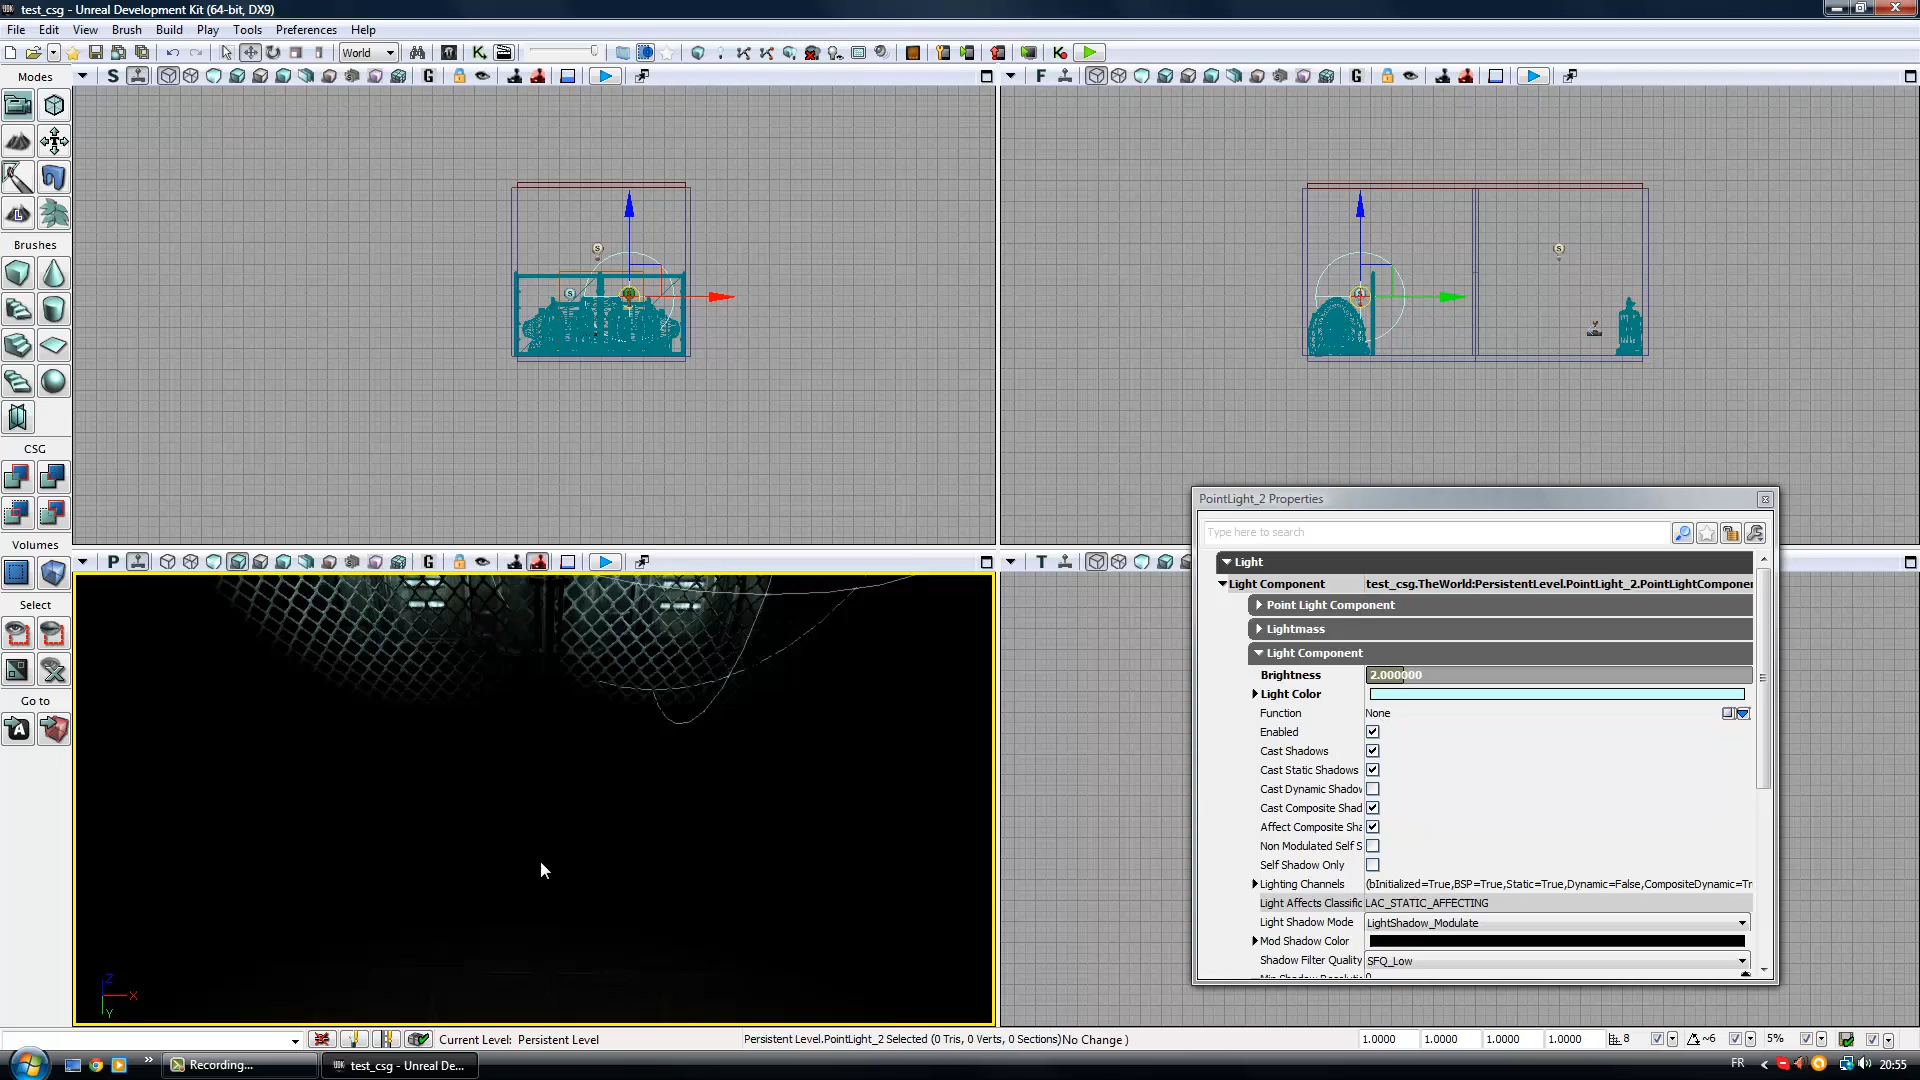 test_csg - Unreal Development Kit (64-bit, DX9)
File Edit View Brush Build Play Tools Preferences Help
World
Modes
S G
F G
Brushes
CSG
Volumes
Select
Go to
P G
T
PointLight_2 Properties
Type here to search
Light
Light Component test_csg.TheWorld:PersistentLevel.PointLight_2.PointLightComponer
Point Light Component
Lightmass
Light Component
Brightness 2.000000
Light Color
Function None
Enabled
Cast Shadows
Cast Static Shadows
Cast Dynamic Shadov
Cast Composite Shad
Affect Composite Sha
Non Modulated Self S
Self Shadow Only
Lighting Channels (bInitialized=True,BSP=True,Static=True,Dynamic=False,CompositeDynamic=Tr
Light Affects Classific LAC_STATIC_AFFECTING
Light Shadow Mode LightShadow_Modulate
Mod Shadow Color
Shadow Filter Quality SFQ_Low
Z
X
Y
Current Level: Persistent Level
Persistent Level.PointLight_2 Selected (0 Tris, 0 Verts, 0 Sections)No Change )
1.0000 1.0000 1.0000 1.0000 8 ~6 5%
Recording...
test_csg - Unreal De...
FR 20:55